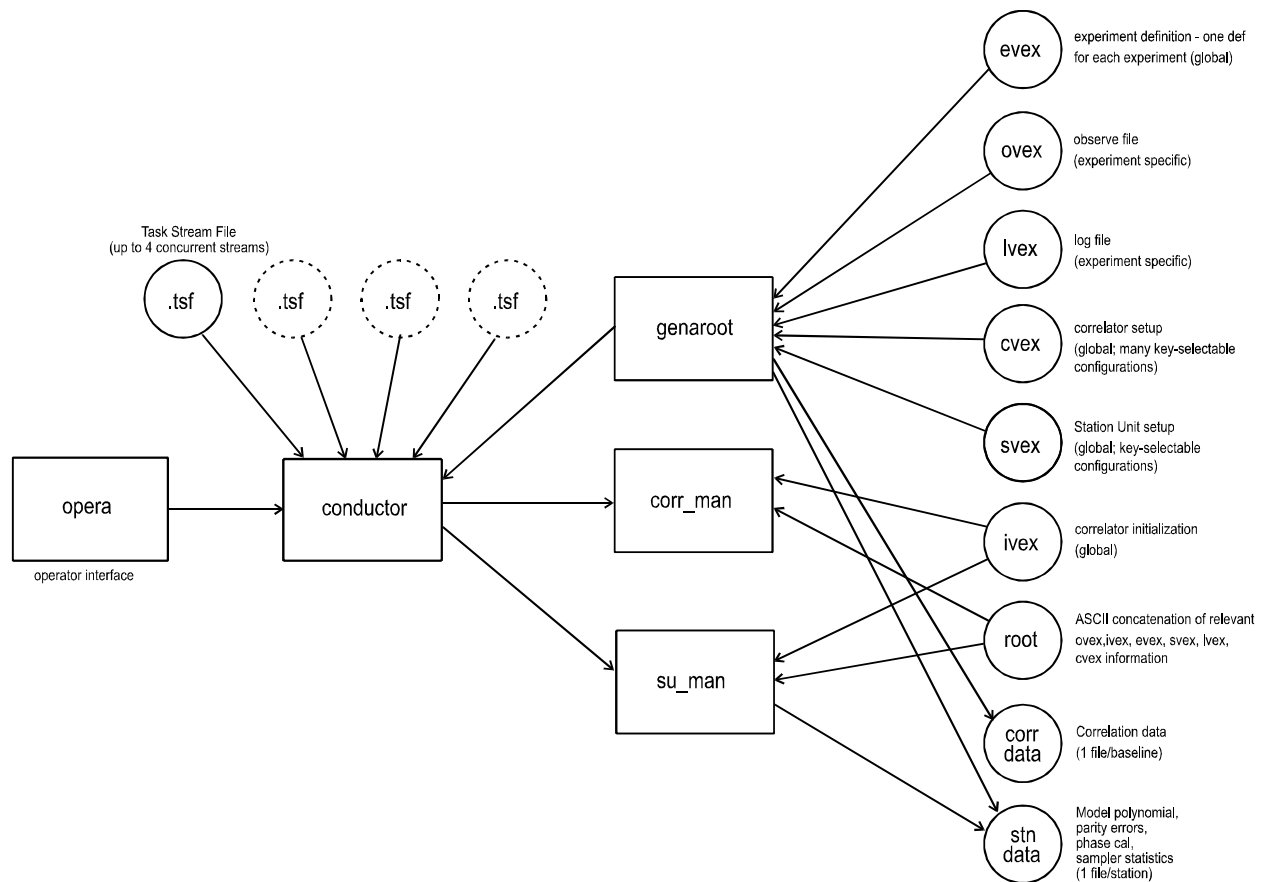 evex
experiment definition - one def
for each experiment (global)
ovex
observe file
(experiment specific)
Task Stream File
(up to 4 concurrent streams)
.tsf
.tsf
.tsf
.tsf
lvex
log file
(experiment specific)
genaroot
cvex
correlator setup
(global; many key-selectable
configurations)
svex
Station Unit setup
(global; key-selectable
configurations)
opera
conductor
corr_man
operator interface
ivex
correlator initialization
(global)
root
ASCII concatenation of relevant
ovex,ivex, evex, svex, lvex,
cvex information
su_man
corr
data
Correlation data
(1 file/baseline)
stn
data
Model polynomial,
parity errors,
phase cal,
sampler statistics
(1 file/station)